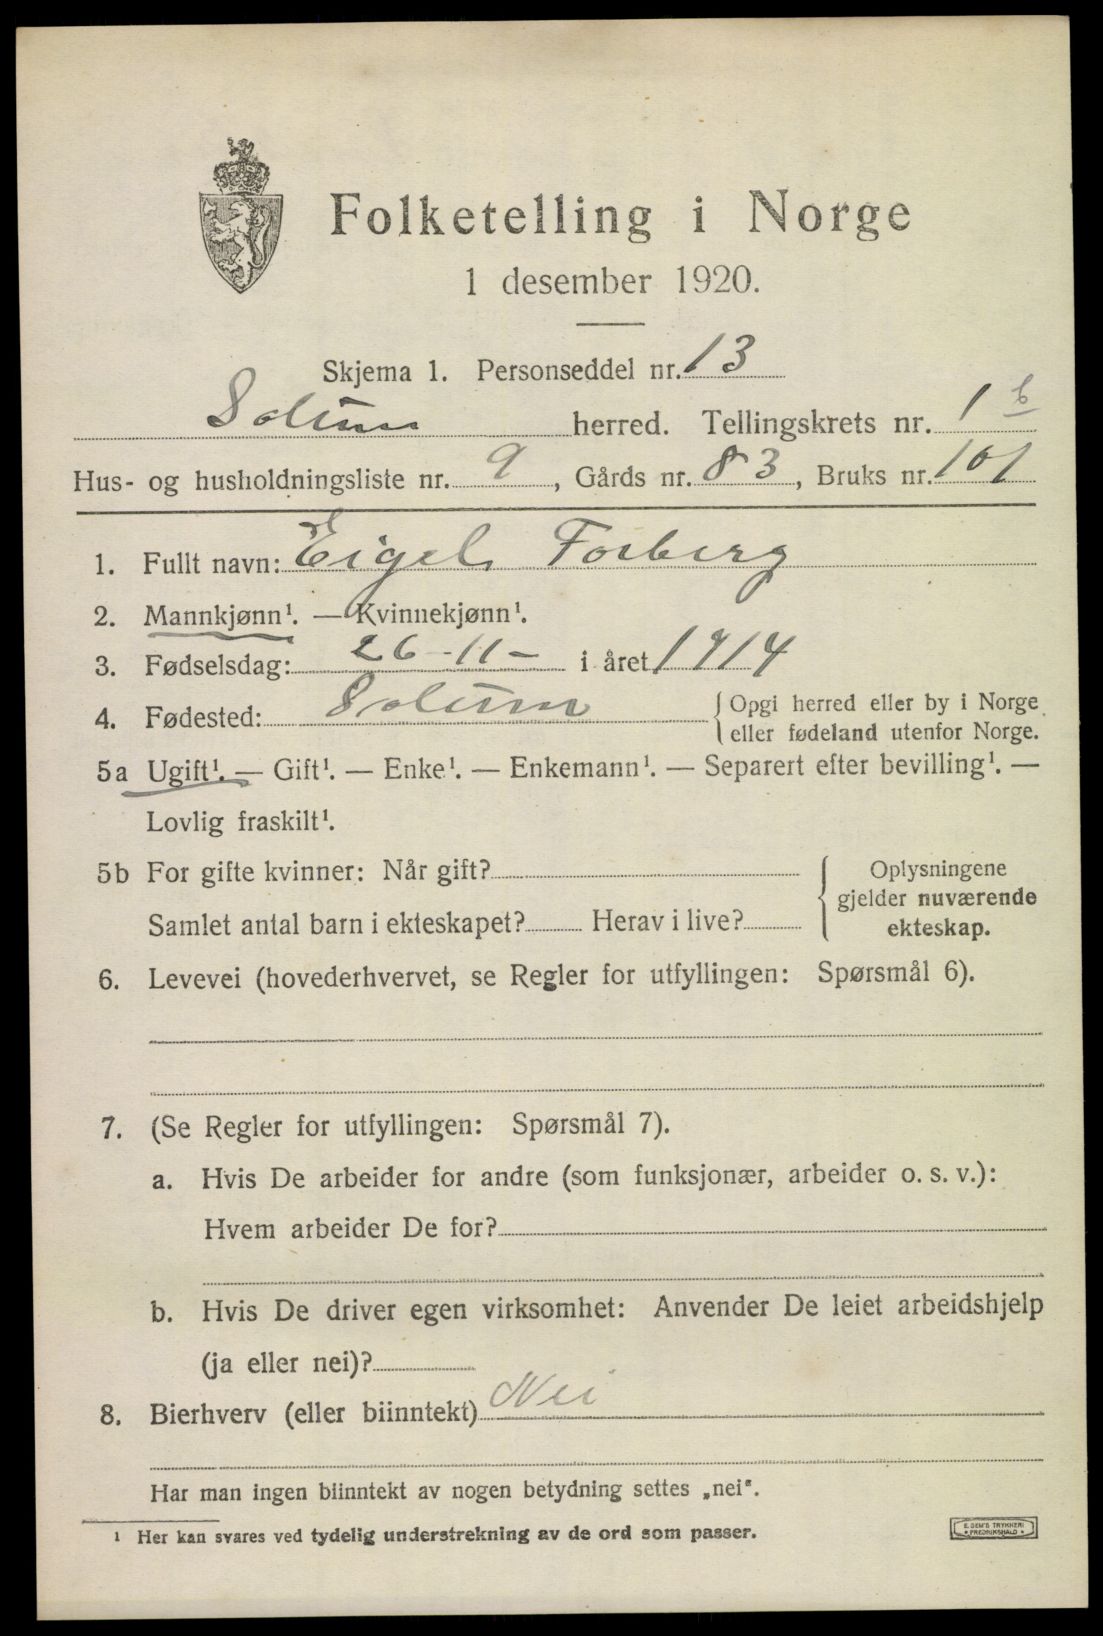 Folketelling i Norge
1 desember 1920.
Skjema 1. Personseddel nr. 13
Solum herred. Tellingskrets nr. 1 b
Hus- og husholdningsliste nr. 9, Gårds nr. 83, Bruks nr. 101
1. Fullt navn: Eigel Forberg
2. Mannkjønn¹. — Kvinnekjønn¹.
3. Fødselsdag: 26-11- i året 1914
4. Fødested: Solum { Opgi herred eller by i Norge
eller fødeland utenfor Norge.
5a Ugift¹. — Gift¹. — Enke¹. — Enkemann¹. — Separert efter bevilling¹. —
Lovlig fraskilt¹.
5b For gifte kvinner: Når gift? { Oplysningene
gjelder nuværende
Samlet antal barn i ekteskapet? Herav i live? ekteskap.
6. Levevei (hovederhvervet, se Regler for utfyllingen: Spørsmål 6).
7. (Se Regler for utfyllingen: Spørsmål 7).
a. Hvis De arbeider for andre (som funksjonær, arbeider o. s. v.):
Hvem arbeider De for?
b. Hvis De driver egen virksomhet: Anvender De leiet arbeidshjelp
(ja eller nei)?
8. Bierhverv (eller biinntekt) Nei
Har man ingen biinntekt av nogen betydning settes „nei“.
¹ Her kan svares ved tydelig understrekning av de ord som passer.
E. SEM'S TRYKKERI
• FREDRIKSHALD •